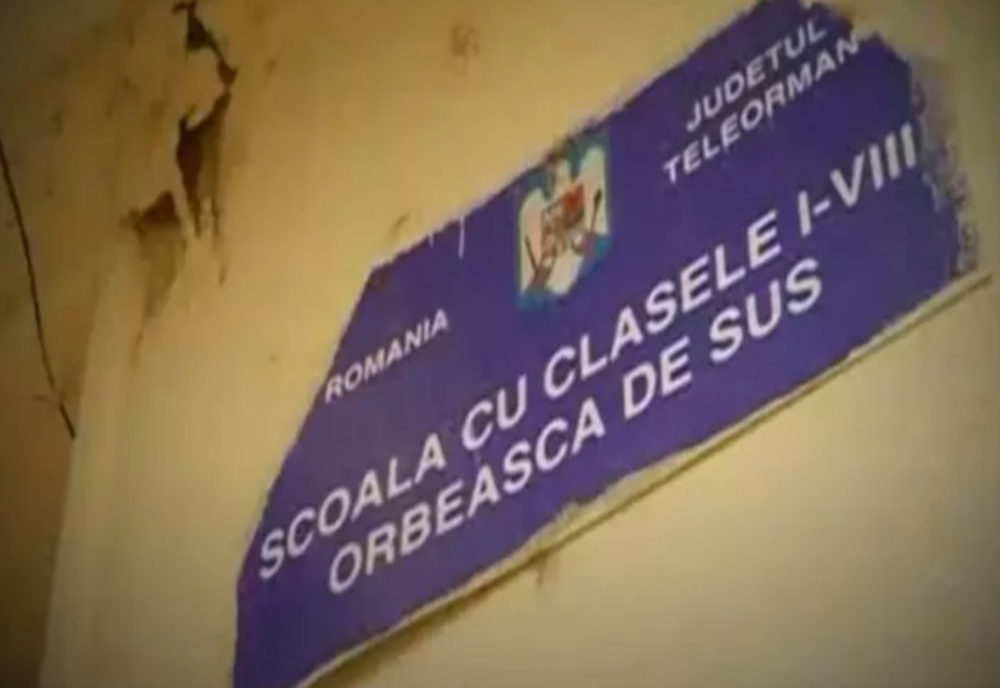 ROMANIA
JUDETUL
TELEORMAN
SCOALA CU CLASELE I-VIII
ORBEASCA DE SUS